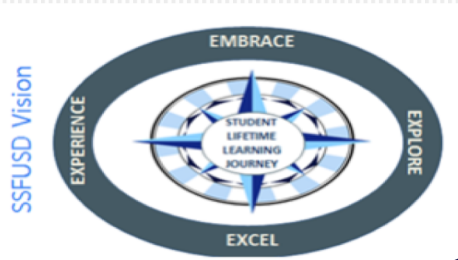 SSFUSD Vision
EMBRACE
EXPERIENCE
STUDENT
LIFETIME
LEARNING
JOURNEY
EXPLORE
EXCEL